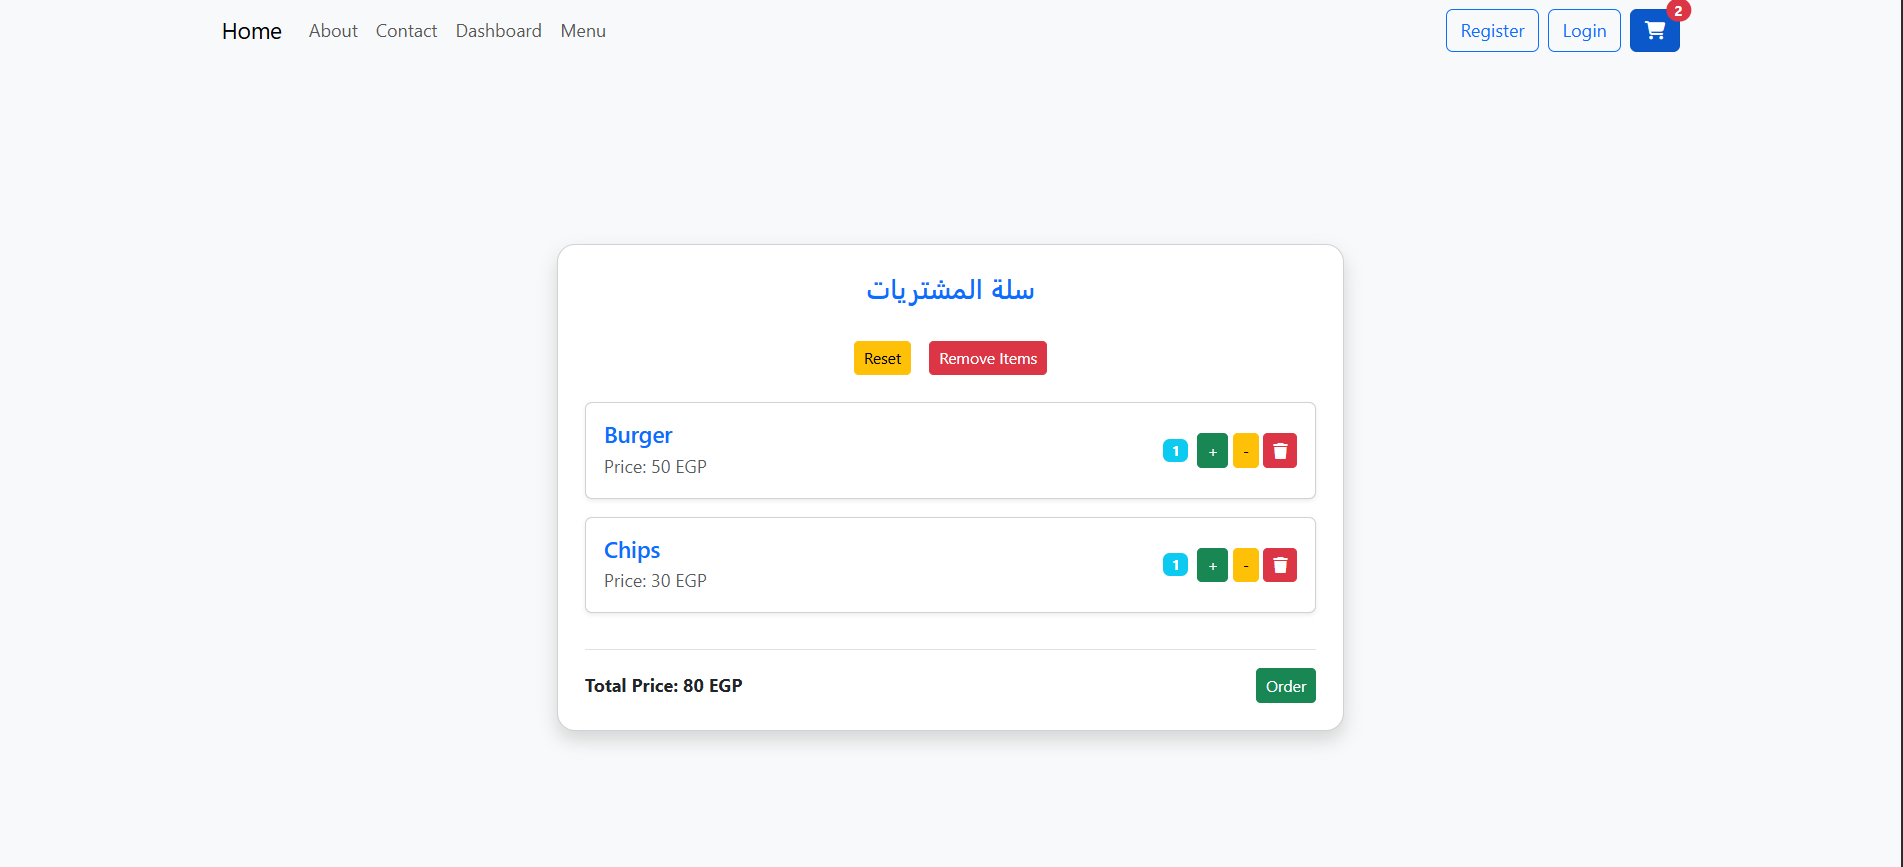 Home About Contact Dashboard Menu Register Login 2
سلة المشتريات
Reset Remove Items
Burger
Price: 50 EGP
1 + -
Chips
Price: 30 EGP
1 + -
Total Price: 80 EGP Order